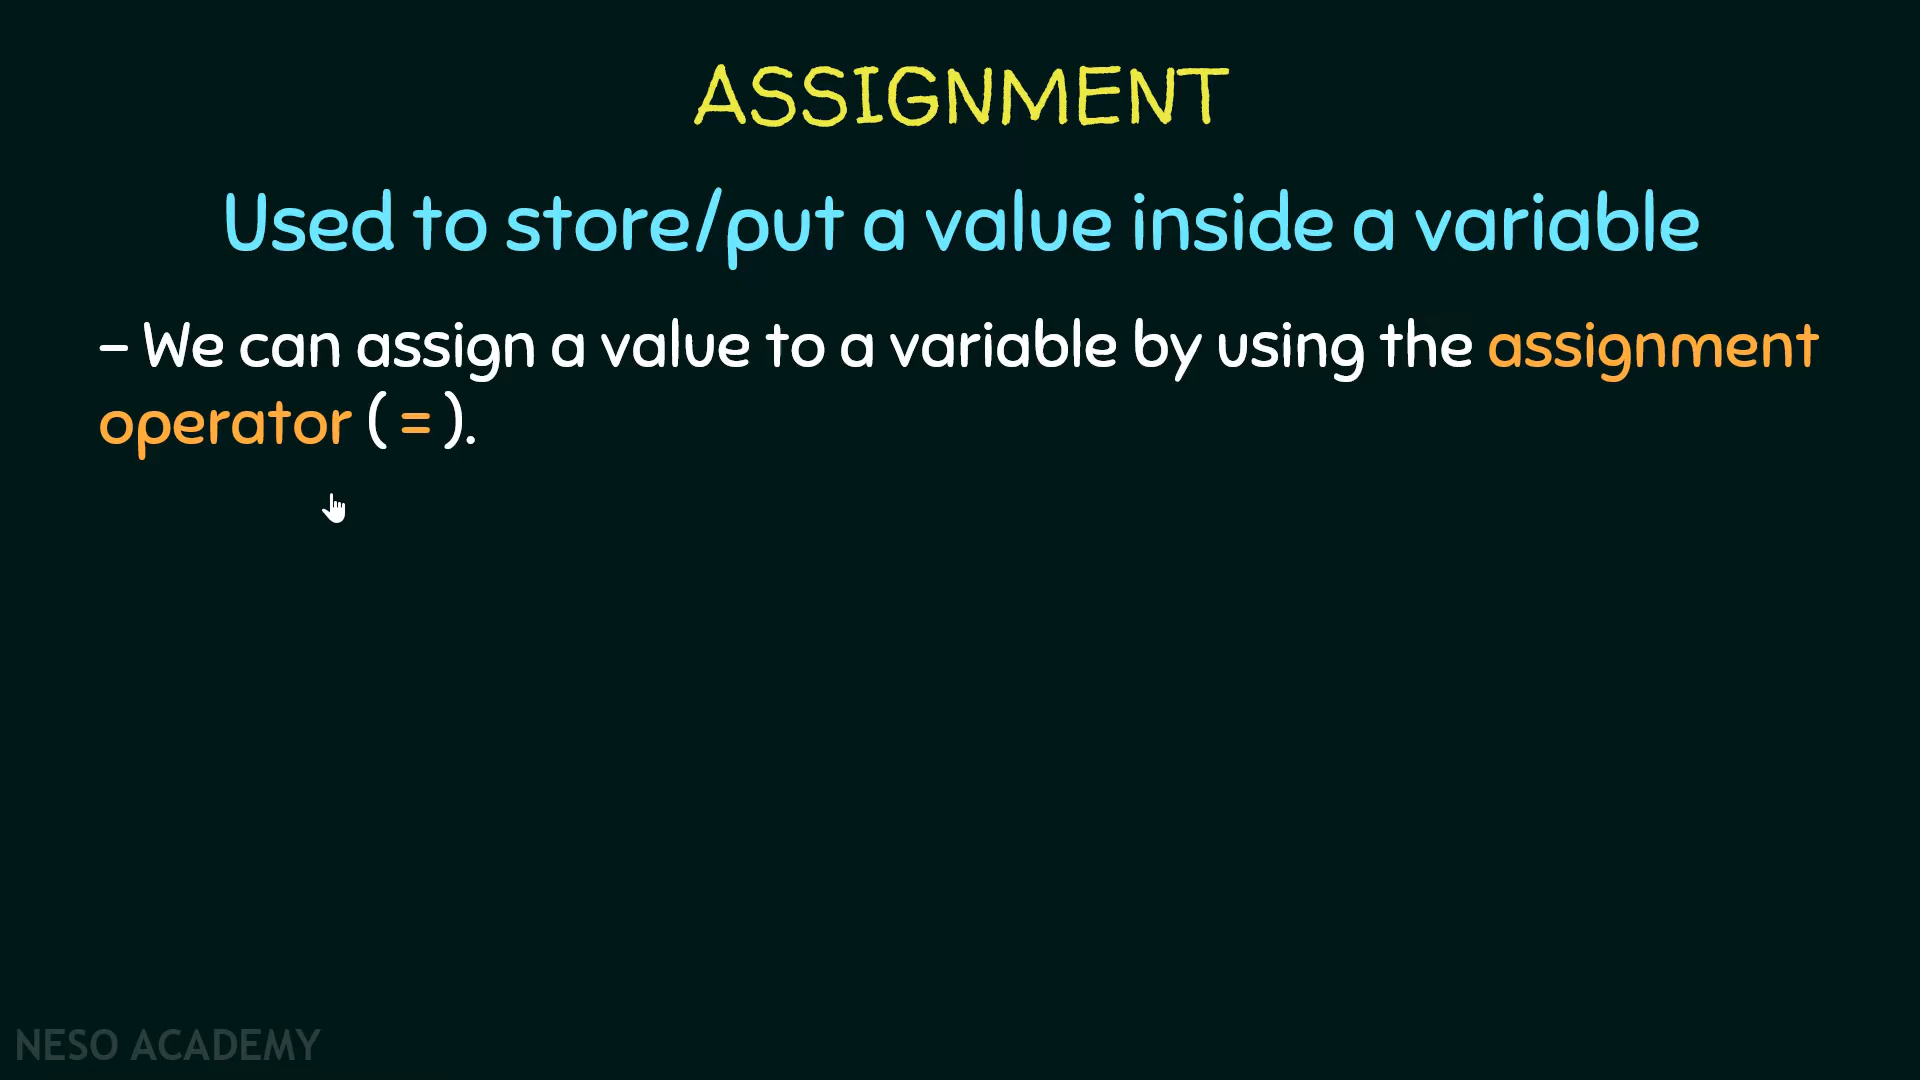 ASSIGNMENT
Used to store/put a value inside a variable
– We can assign a value to a variable by using the assignment
operator ( = ).
NESO ACADEMY